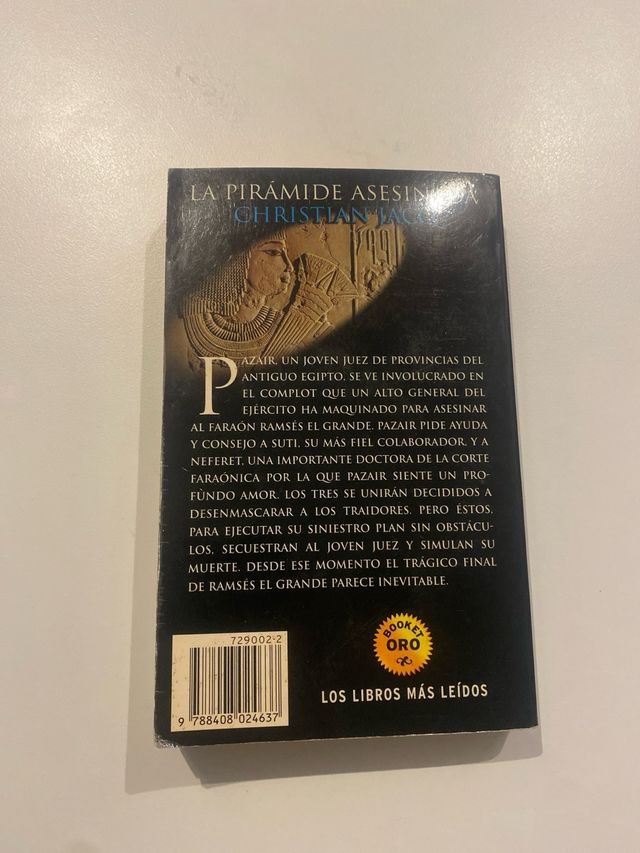 LA PIRÁMIDE ASESINADA
CHRISTIAN JACQ
PAZAIR, UN JOVEN JUEZ DE PROVINCIAS DEL
ANTIGUO EGIPTO, SE VE INVOLUCRADO EN
EL COMPLOT QUE UN ALTO GENERAL DEL
EJÉRCITO HA MAQUINADO PARA ASESINAR
AL FARAÓN RAMSÉS EL GRANDE. PAZAIR PIDE AYUDA
Y CONSEJO A SUTI, SU MÁS FIEL COLABORADOR, Y A
NEFERET, UNA IMPORTANTE DOCTORA DE LA CORTE
FARAÓNICA POR LA QUE PAZAIR SIENTE UN PRO-
FÙNDO AMOR. LOS TRES SE UNIRÁN DECIDIDOS A
DESENMASCARAR A LOS TRAIDORES. PERO ÉSTOS,
PARA EJECUTAR SU SINIESTRO PLAN SIN OBSTÁCU-
LOS, SECUESTRAN AL JOVEN JUEZ Y SIMULAN SU
MUERTE. DESDE ESE MOMENTO EL TRÁGICO FINAL
DE RAMSÉS EL GRANDE PARECE INEVITABLE.
729002-2
9 788408 024637
BOOKET
ORO
LOS LIBROS MÁS LEÍDOS